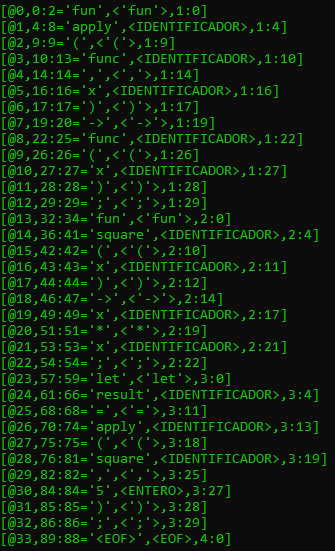 [@0,0:2='fun',<'fun'>,1:0]
[@1,4:8='apply',<IDENTIFICADOR>,1:4]
[@2,9:9='(',<'('>,1:9]
[@3,10:13='func',<IDENTIFICADOR>,1:10]
[@4,14:14=',',<','>,1:14]
[@5,16:16='x',<IDENTIFICADOR>,1:16]
[@6,17:17=')',<')'>,1:17]
[@7,19:20='->',<'->'>,1:19]
[@8,22:25='func',<IDENTIFICADOR>,1:22]
[@9,26:26='(',<'('>,1:26]
[@10,27:27='x',<IDENTIFICADOR>,1:27]
[@11,28:28=')',<')'>,1:28]
[@12,29:29=';',<';'>,1:29]
[@13,32:34='fun',<'fun'>,2:0]
[@14,36:41='square',<IDENTIFICADOR>,2:4]
[@15,42:42='(',<'('>,2:10]
[@16,43:43='x',<IDENTIFICADOR>,2:11]
[@17,44:44=')',<')'>,2:12]
[@18,46:47='->',<'->'>,2:14]
[@19,49:49='x',<IDENTIFICADOR>,2:17]
[@20,51:51='*',<'*'>,2:19]
[@21,53:53='x',<IDENTIFICADOR>,2:21]
[@22,54:54=';',<';'>,2:22]
[@23,57:59='let',<'let'>,3:0]
[@24,61:66='result',<IDENTIFICADOR>,3:4]
[@25,68:68='=',<'='>,3:11]
[@26,70:74='apply',<IDENTIFICADOR>,3:13]
[@27,75:75='(',<'('>,3:18]
[@28,76:81='square',<IDENTIFICADOR>,3:19]
[@29,82:82=',',<','>,3:25]
[@30,84:84='5',<ENTERO>,3:27]
[@31,85:85=')',<')'>,3:28]
[@32,86:86=';',<';'>,3:29]
[@33,89:88='<EOF>',<EOF>,4:0]